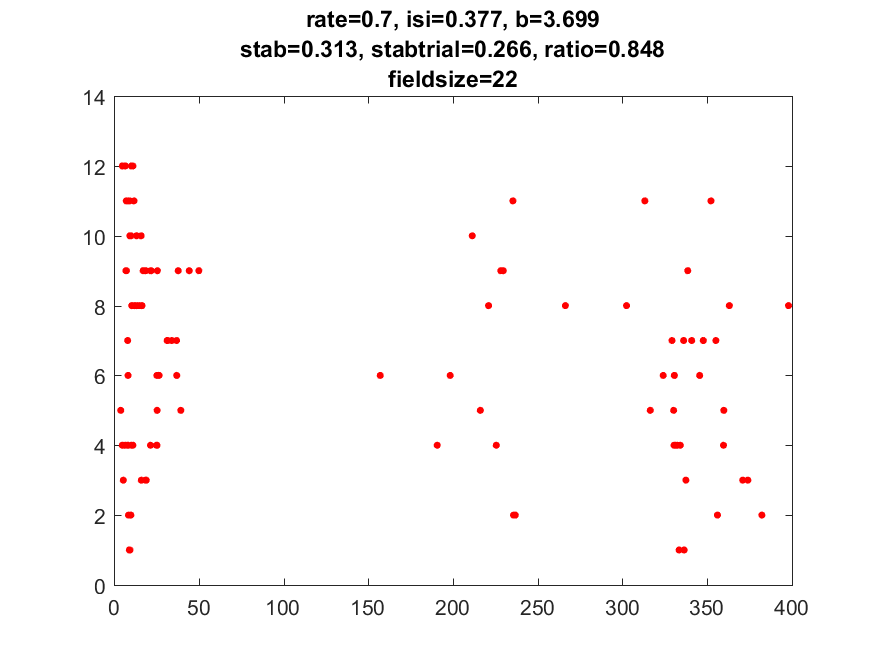 rate=0.7, isi=0.377, b=3.699
stab=0.313, stabtrial=0.266, ratio=0.848
fieldsize=22
14
12
10
8
6
4
2
0
0 50 100 150 200 250 300 350 400